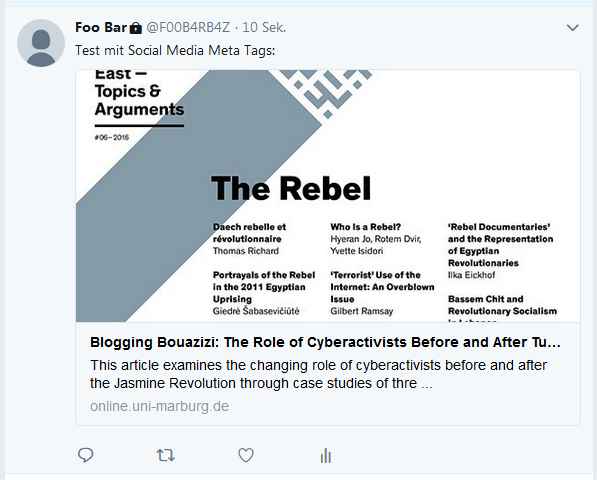 Foo Bar @F00B4RB4Z · 10 Sek.
Test mit Social Media Meta Tags:
East —
Topics &
Arguments
#06–2016
The Rebel
Daech rebelle et
révolutionnaire
Thomas Richard
Portrayals of the Rebel
in the 2011 Egyptian
Uprising
Giedrė Šabasevičiūtė
Who Is a Rebel?
Hyeran Jo, Rotem Dvir,
Yvette Isidori
‘Terrorist’ Use of the
Internet: An Overblown
Issue
Gilbert Ramsay
‘Rebel Documentaries’
and the Representation
of Egyptian
Revolutionaries
Ilka Eickhof
Bassem Chit and
Revolutionary Socialism
in Lebanon
Blogging Bouazizi: The Role of Cyberactivists Before and After Tu...
This article examines the changing role of cyberactivists before and after
the Jasmine Revolution through case studies of thre ...
online.uni-marburg.de